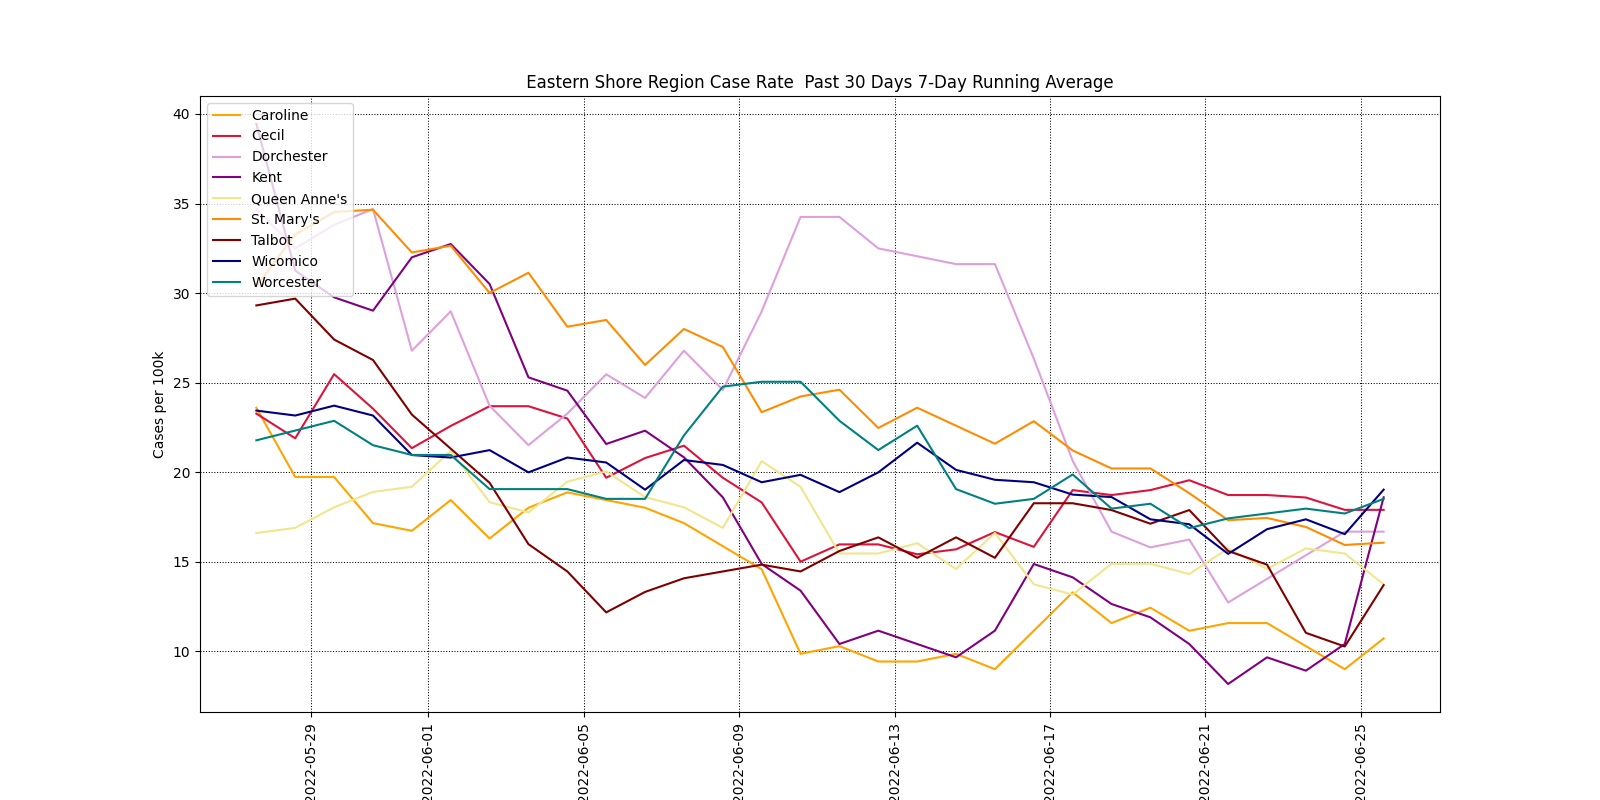 Eastern Shore Region Case Rate  Past 30 Days 7-Day Running Average
40
35
30
25
20
15
10
Cases per 100k
Caroline
Cecil
Dorchester
Kent
Queen Anne's
St. Mary's
Talbot
Wicomico
Worcester
2022-05-29
2022-06-01
2022-06-05
2022-06-09
2022-06-13
2022-06-17
2022-06-21
2022-06-25